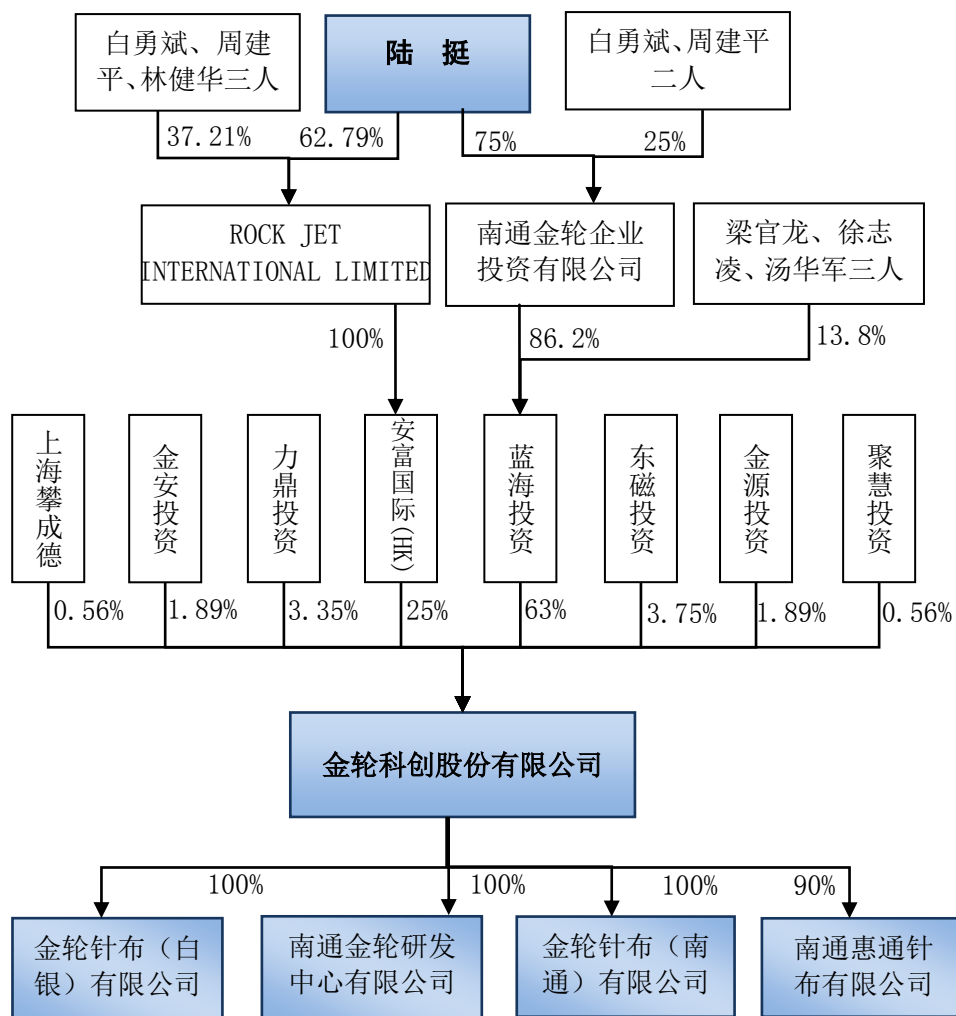 白勇斌、周建
平、林健华三人
陆 挺
白勇斌、周建平
二人
37.21%
62.79%
75%
25%
ROCK JET
INTERNATIONAL LIMITED
南通金轮企业
投资有限公司
梁官龙、徐志
凌、汤华军三人
100%
86.2%
13.8%
上海攀成德
金安投资
力鼎投资
安富国际(HK)
蓝海投资
东磁投资
金源投资
聚慧投资
0.56%
1.89%
3.35%
25%
63%
3.75%
1.89%
0.56%
金轮科创股份有限公司
100%
100%
100%
90%
金轮针布（白
银）有限公司
南通金轮研发
中心有限公司
金轮针布（南
通）有限公司
南通惠通针
布有限公司